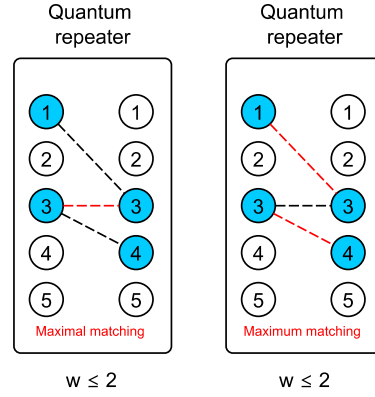 Quantum
repeater
1 1
2 2
3 3
4 4
5 5
Maximal matching
w ≤ 2
Quantum
repeater
1 1
2 2
3 3
4 4
5 5
Maximum matching
w ≤ 2